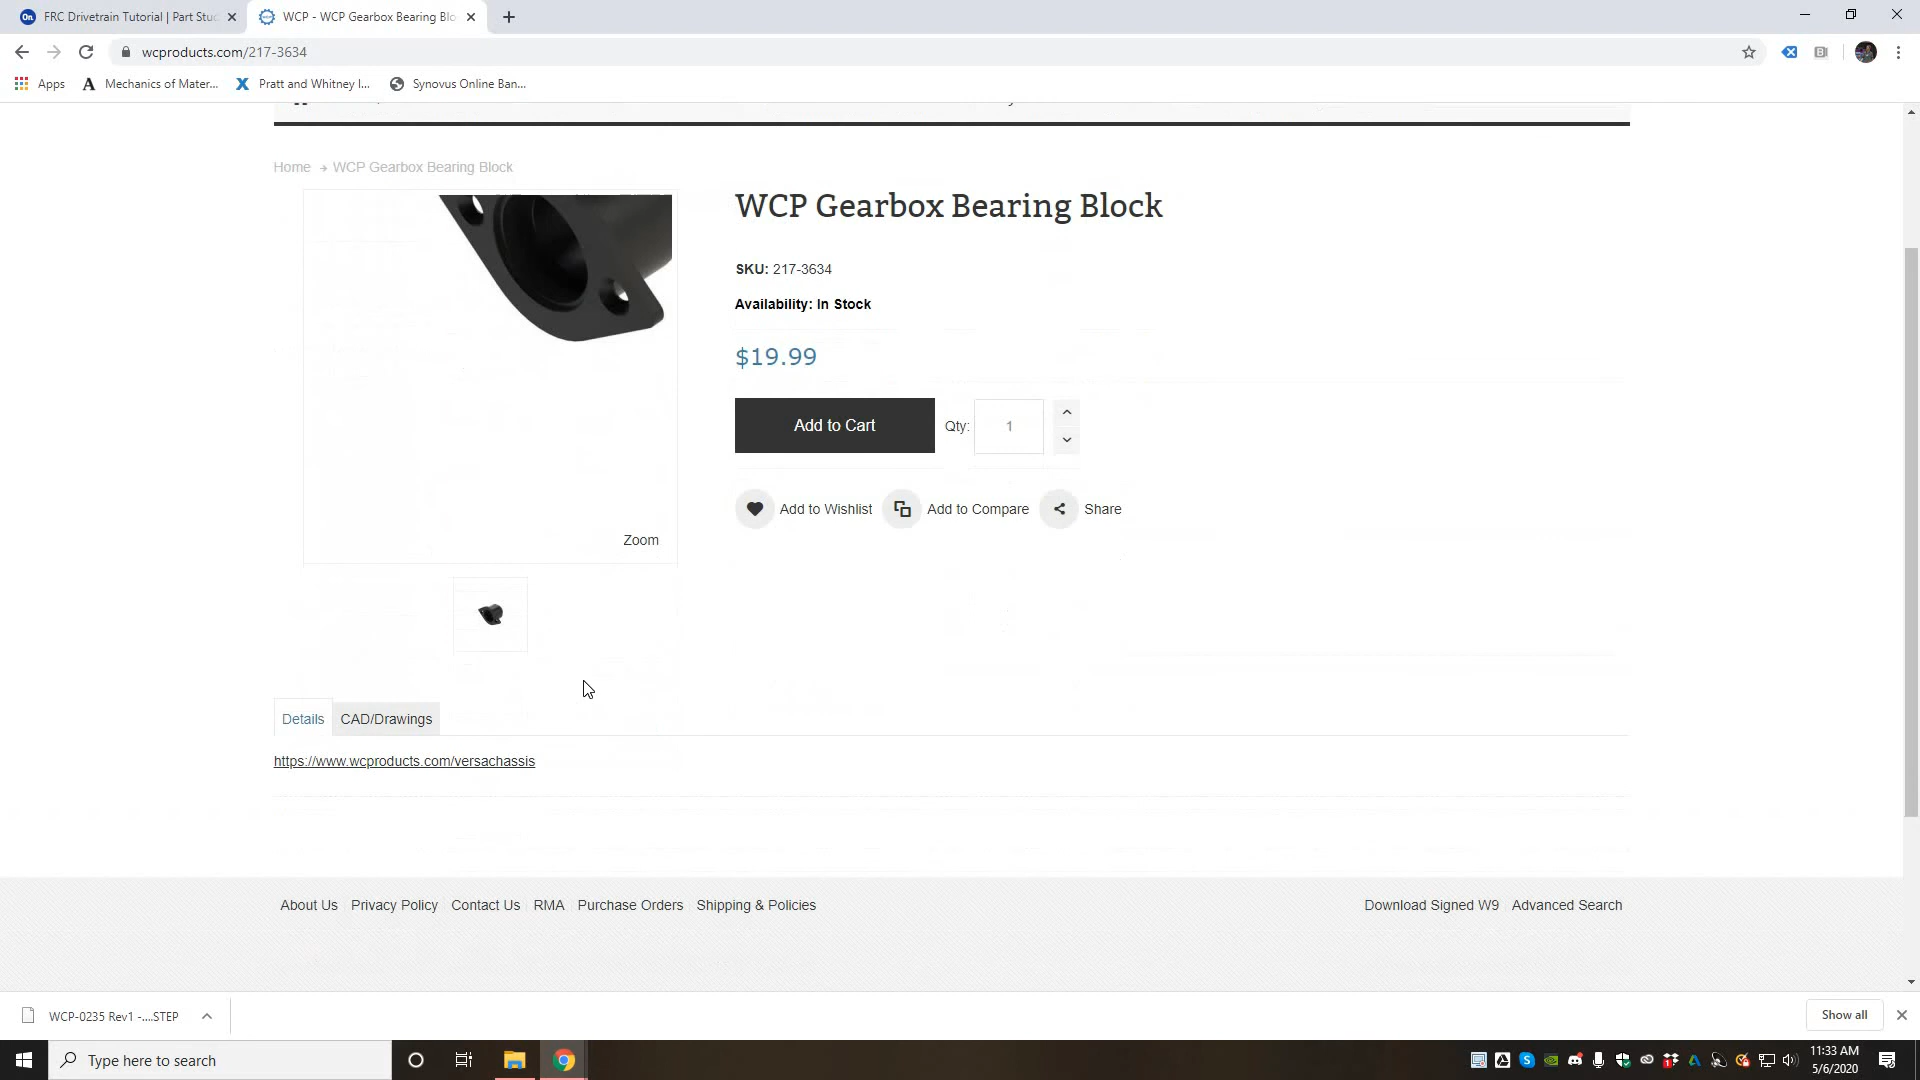 FRC Drivetrain Tutorial | Part Stu
WCP - WCP Gearbox Bearing Blo
wcproducts.com/217-3634
Apps
Mechanics of Mater...
Pratt and Whitney I...
Synovus Online Ban...
Home → WCP Gearbox Bearing Block
WCP Gearbox Bearing Block
SKU: 217-3634
Availability: In Stock
$19.99
Add to Cart
Qty: 1
Add to Wishlist
Add to Compare
Share
Zoom
Details
CAD/Drawings
https://www.wcproducts.com/versachassis
About Us Privacy Policy Contact Us RMA Purchase Orders Shipping & Policies
Download Signed W9 Advanced Search
WCP-0235 Rev1 -....STEP
Show all
Type here to search
11:33 AM
5/6/2020